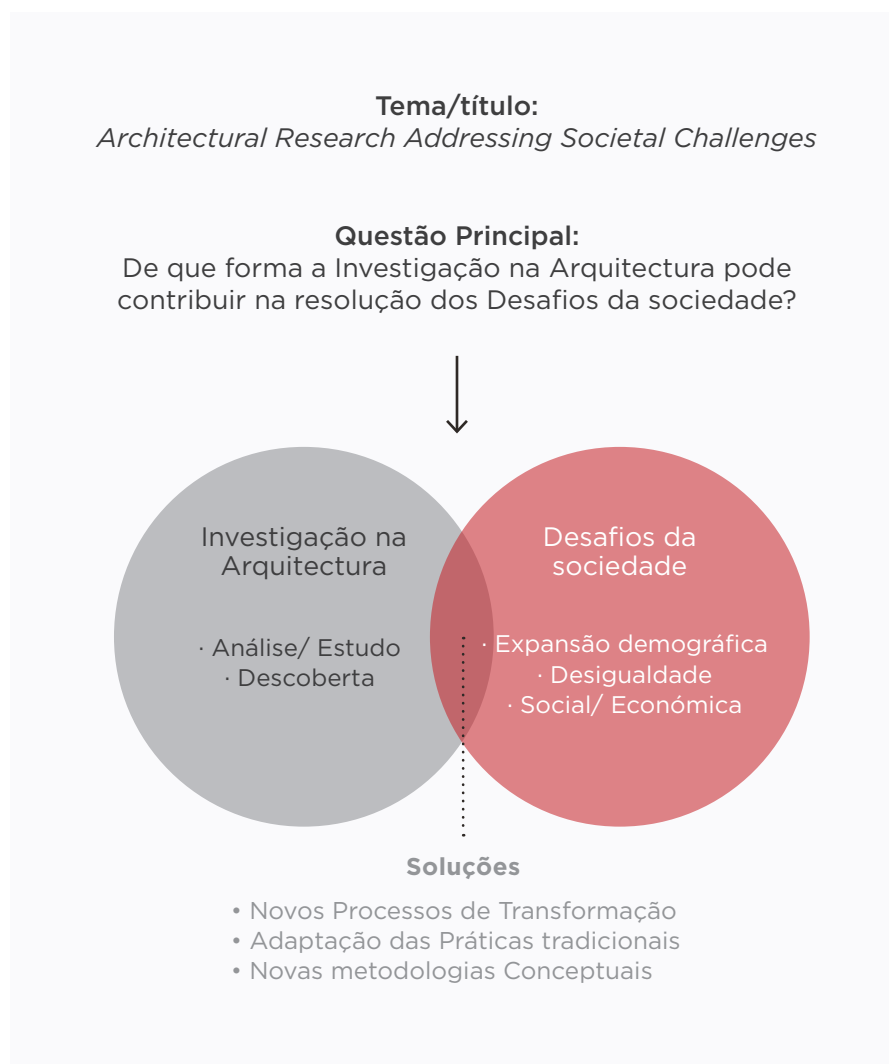 Tema/título:
Architectural Research Addressing Societal Challenges
Questão Principal:
De que forma a Investigação na Arquitectura pode
contribuir na resolução dos Desafios da sociedade?
Investigação na
Arquitectura
· Análise/ Estudo
· Descoberta
Desafios da
sociedade
· Expansão demográfica
· Desigualdade
· Social/ Económica
Soluções
• Novos Processos de Transformação
• Adaptação das Práticas tradicionais
• Novas metodologias Conceptuais